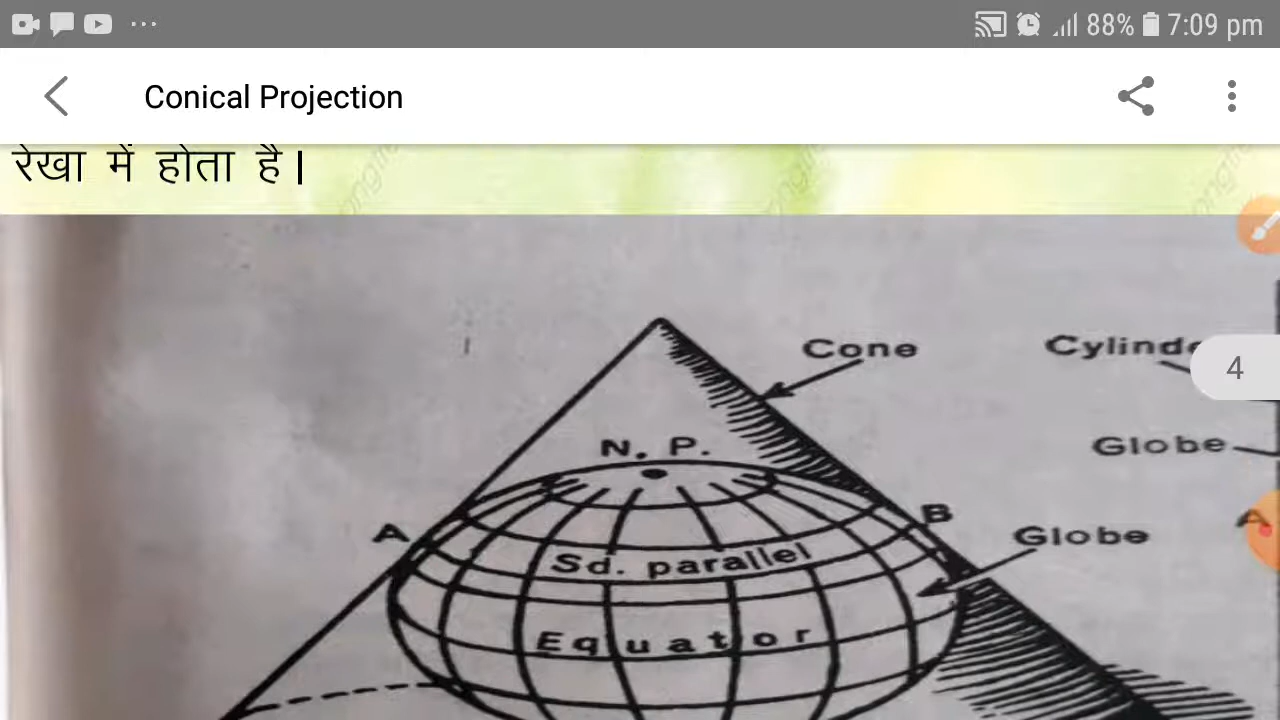 88% 7:09 pm
Conical Projection
रेखा में होता है।
Cone
N. P.
A
B
Globe
Sd. parallel
Equator
Globe
4